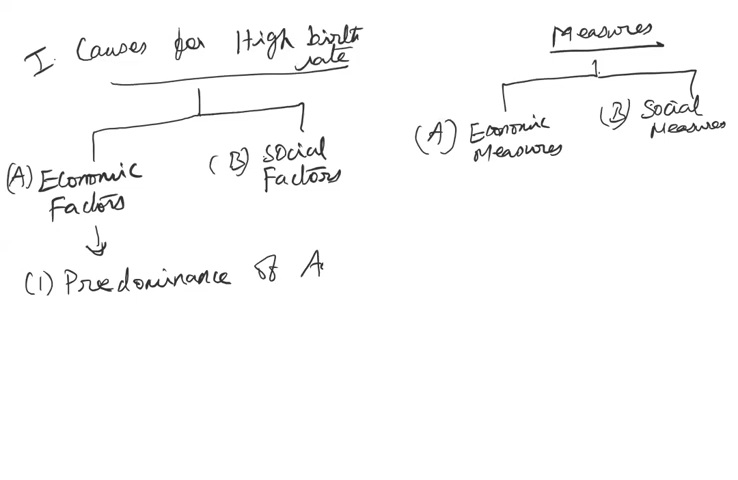 I. Causes for High birth
rate
(A) Economic
Factors
(B) Social
Factors
(1) Predominance of A
Measures
(A) Economic
Measures
(B) Social
Measures